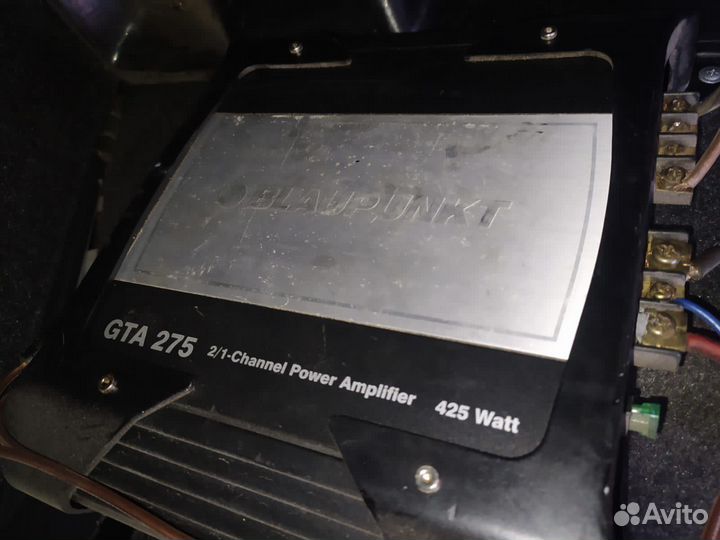 BLAUPUNKT
GTA 275 2/1-Channel Power Amplifier 425 Watt
Avito